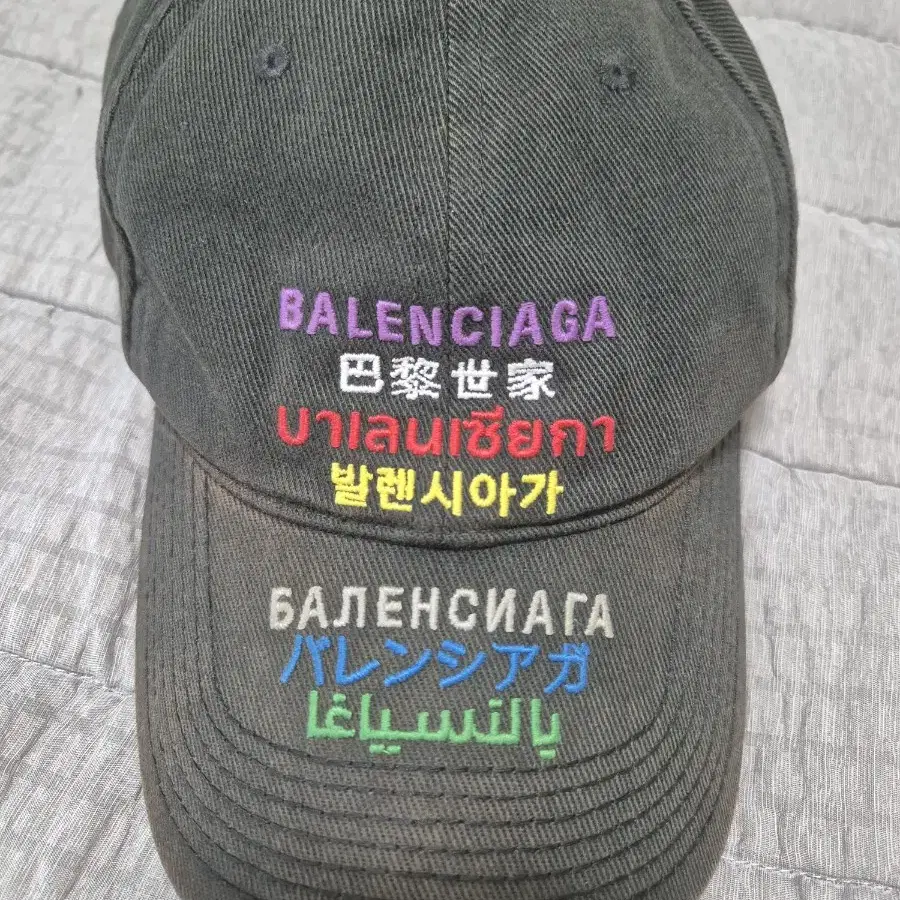 BALENCIAGA
巴黎世家
บาเลนเซียกา
발렌시아가
БАЛЕНСИАГА
バレンシアガ
بالنسياغا